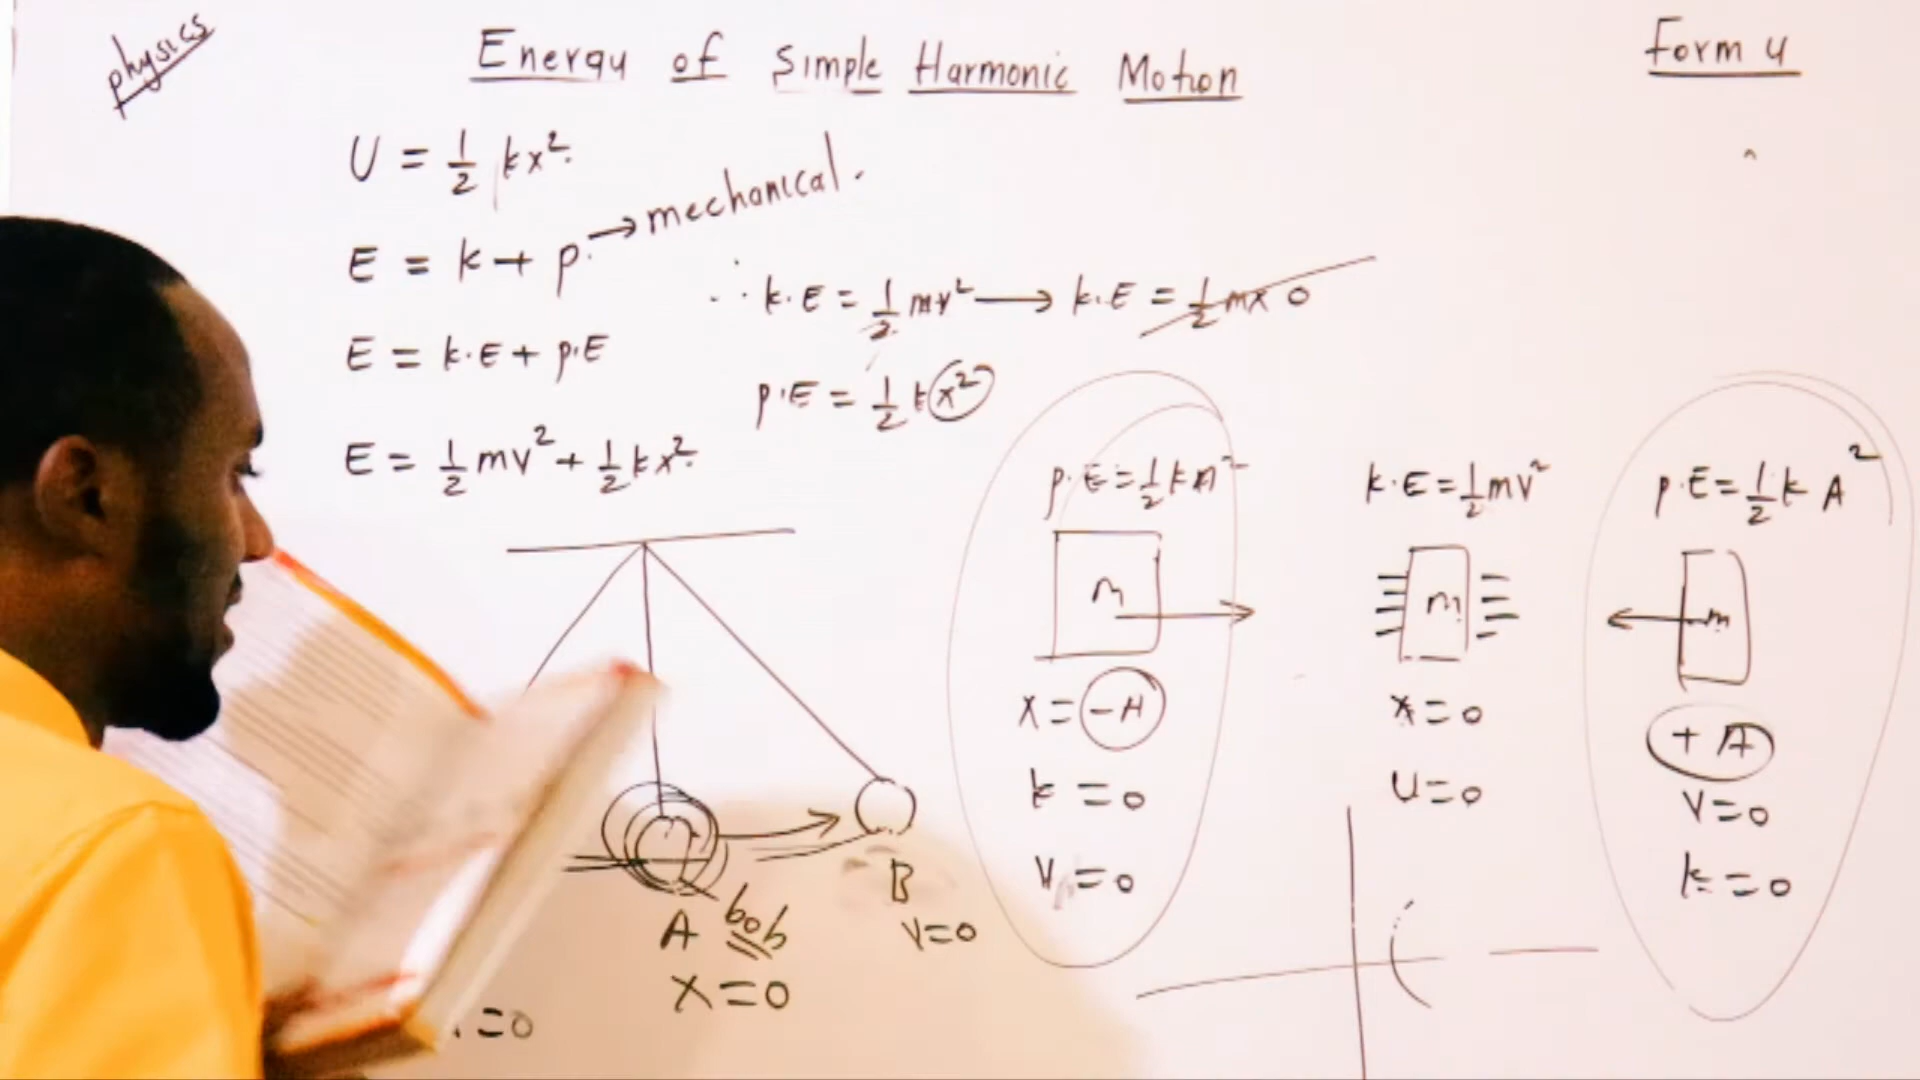 physics
Energy of Simple Harmonic Motion
Form 4
U = 1/2 kx².
E = k + p. → mechanical.
∴ k.E = 1/2 mv² → k.E = 1/2 mx 0
E = k.E + p.E
p.E = 1/2 k x²
E = 1/2 mv² + 1/2 kx².
p.E = 1/2 kA²
k.E = 1/2 mv²
p.E = 1/2 k A²
m
m
m
x = -A
x = 0
+ A
k = 0
U = 0
v = 0
v = 0
k = 0
B
v = 0
A bob
x = 0
= 0